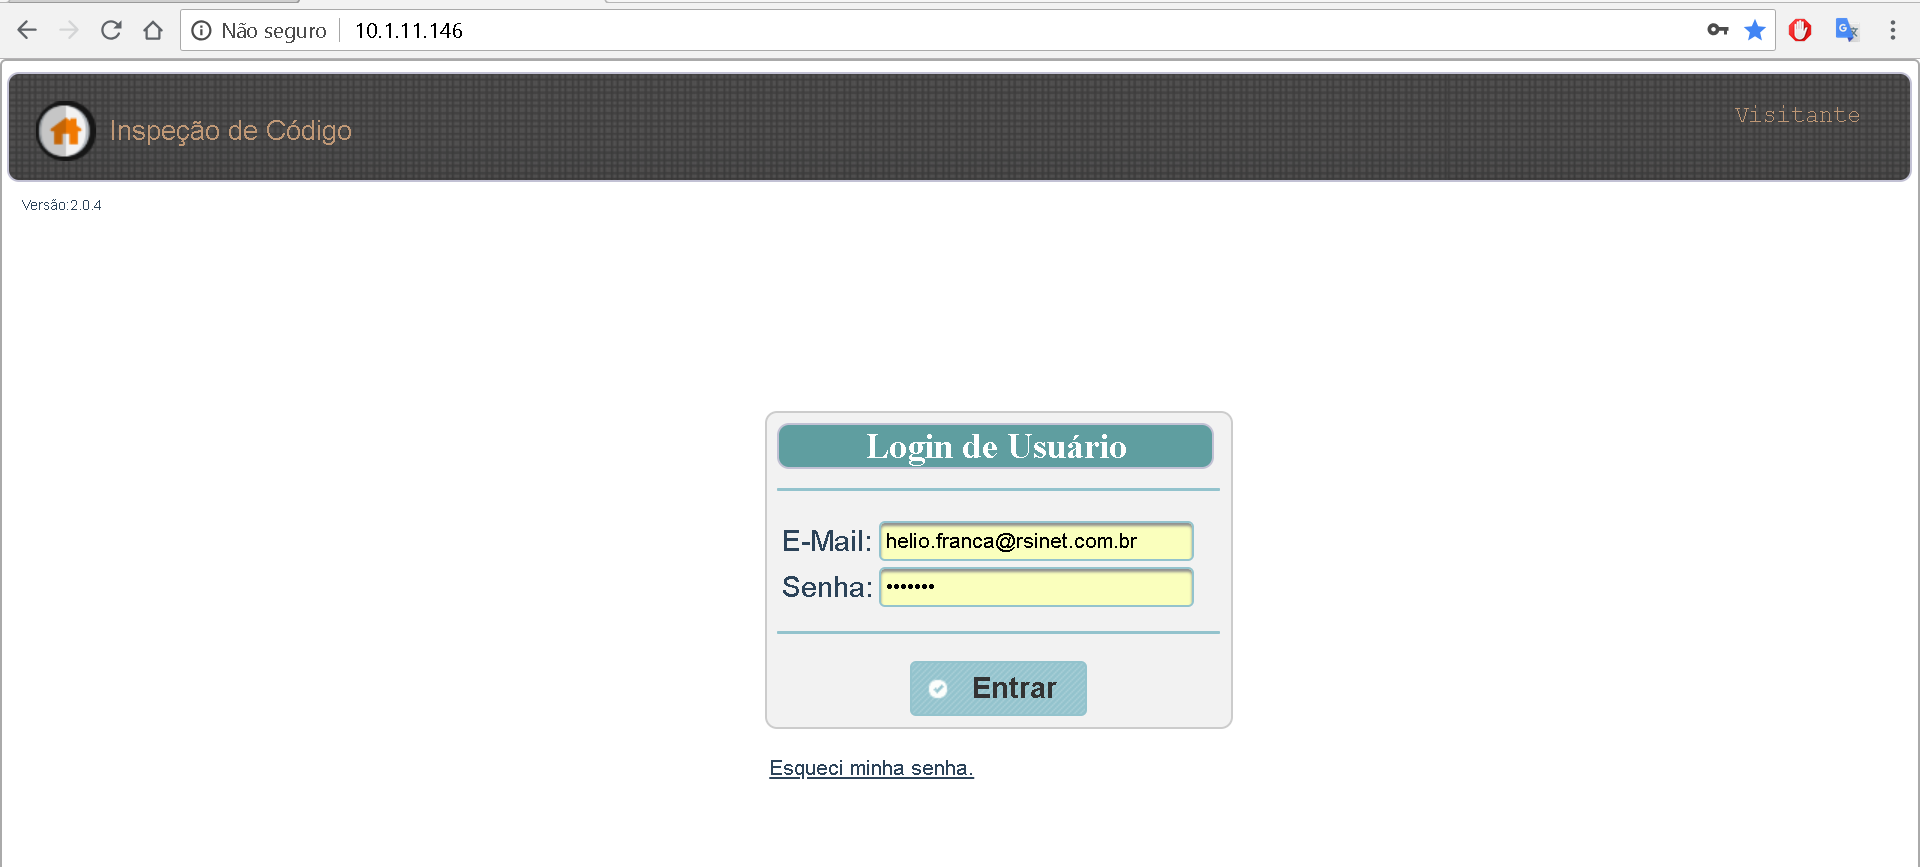 Não seguro 10.1.11.146
Inspeção de Código
Visitante
Versão:2.0.4
Login de Usuário
E-Mail: helio.franca@rsinet.com.br
Senha: •••••••
Entrar
Esqueci minha senha.